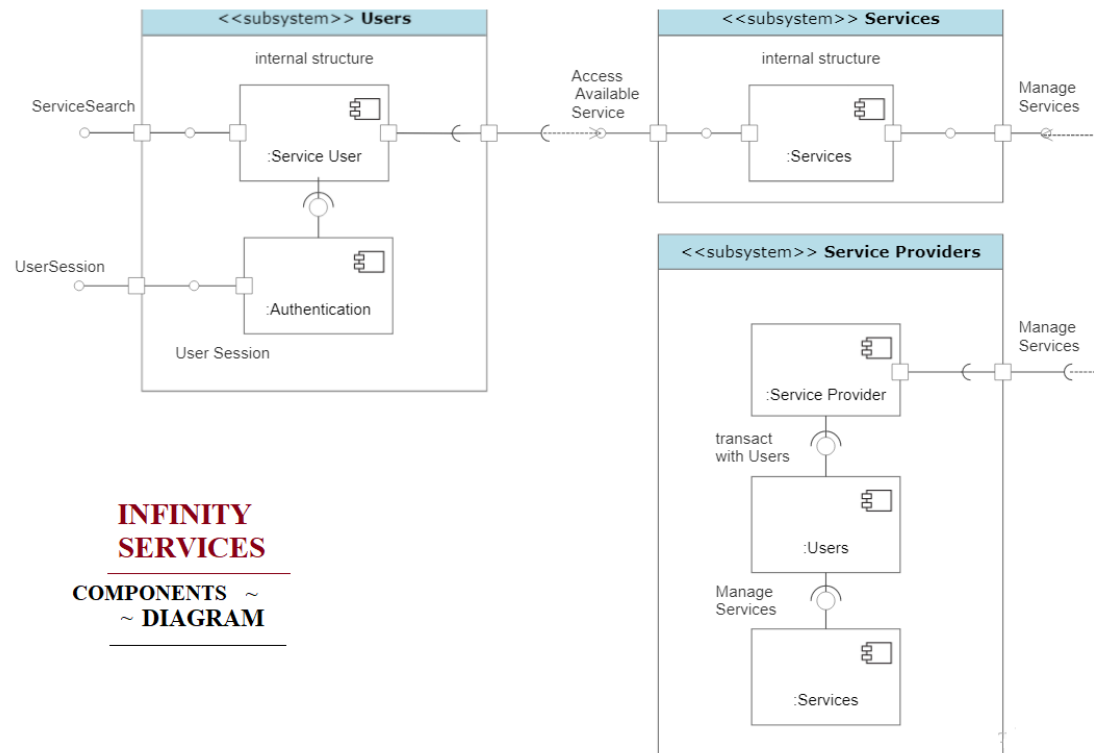 <<subsystem>> Users
internal structure
ServiceSearch
:Service User
UserSession
:Authentication
User Session
Access
Available
Service
<<subsystem>> Services
internal structure
:Services
Manage
Services
<<subsystem>> Service Providers
:Service Provider
Manage
Services
transact
with Users
:Users
Manage
Services
:Services
INFINITY
SERVICES
COMPONENTS ~
~ DIAGRAM